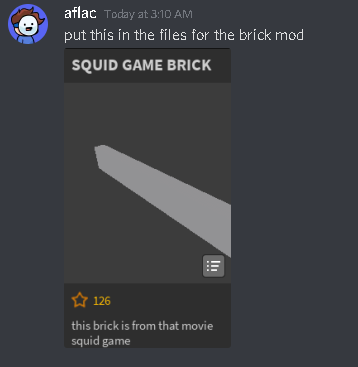 aflac Today at 3:10 AM
put this in the files for the brick mod
SQUID GAME BRICK
126
this brick is from that movie
squid game